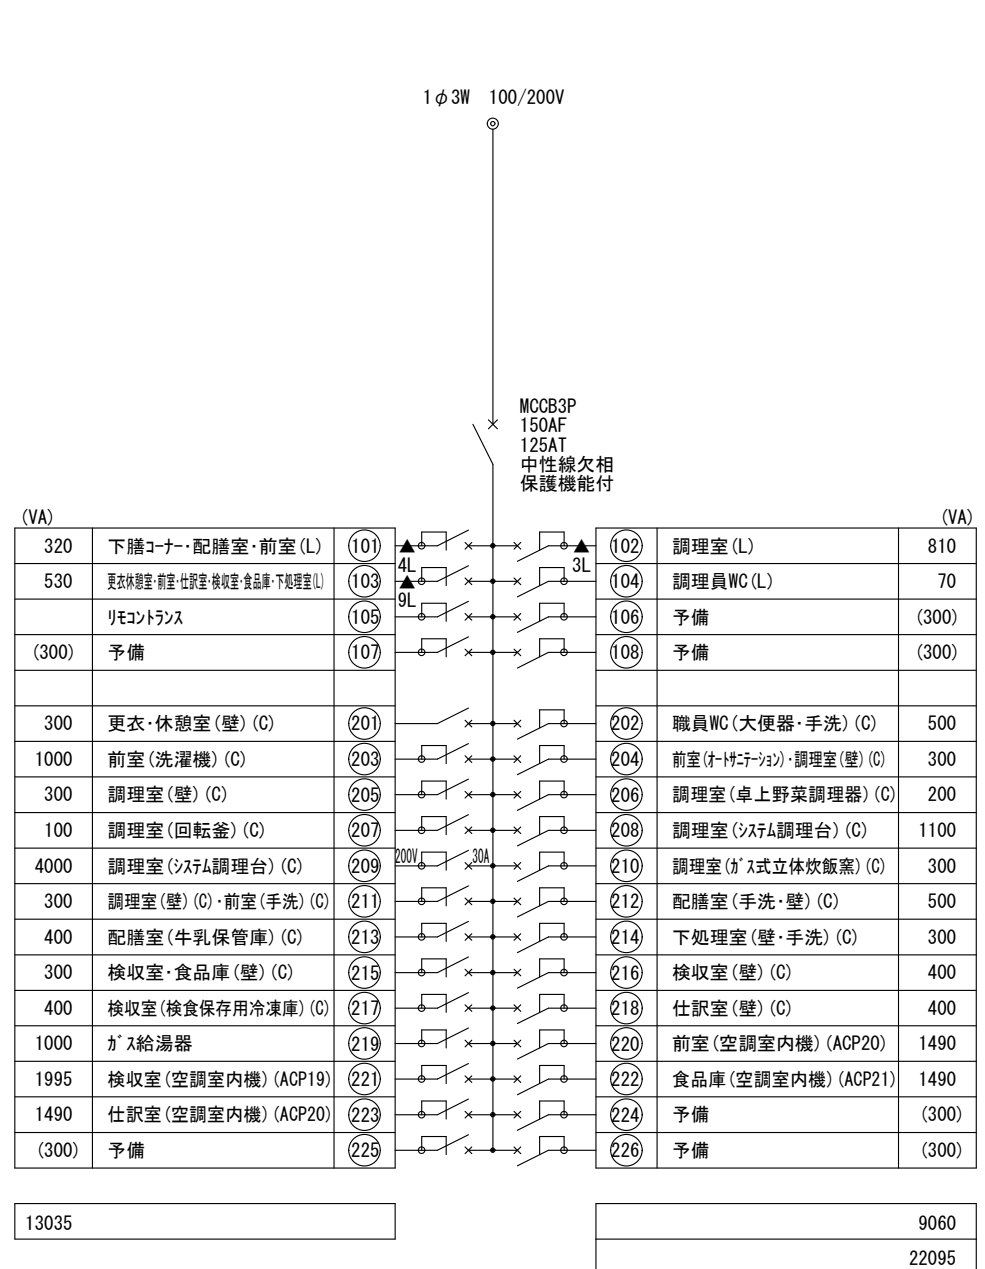 1φ3W 100/200V
MCCB3P
150AF
125AT
中性線欠相
保護機能付
(VA) (VA)
320 下膳ｺｰﾅｰ･配膳室･前室(L) 101 4L 3L 102 調理室(L) 810
530 更衣休憩室･前室･仕訳室･検収室･食品庫･下処理室(L) 103 9L 104 調理員WC(L) 70
ﾘﾓｺﾝﾄﾗﾝｽ 105 106 予備 (300)
(300) 予備 107 108 予備 (300)
300 更衣･休憩室(壁)(C) 201 202 職員WC(大便器･手洗)(C) 500
1000 前室(洗濯機)(C) 203 204 前室(ｵｰﾄｻﾆﾃｰｼｮﾝ)･調理室(壁)(C) 300
300 調理室(壁)(C) 205 206 調理室(卓上野菜調理器)(C) 200
100 調理室(回転釜)(C) 207 208 調理室(ｼｽﾃﾑ調理台)(C) 1100
4000 調理室(ｼｽﾃﾑ調理台)(C) 209 200V 30A 210 調理室(ｶﾞｽ式立体炊飯窯)(C) 300
300 調理室(壁)(C)･前室(手洗)(C) 211 212 配膳室(手洗･壁)(C) 500
400 配膳室(牛乳保管庫)(C) 213 214 下処理室(壁･手洗)(C) 300
300 検収室･食品庫(壁)(C) 215 216 検収室(壁)(C) 400
400 検収室(検食保存用冷凍庫)(C) 217 218 仕訳室(壁)(C) 400
1000 ｶﾞｽ給湯器 219 220 前室(空調室内機)(ACP20) 1490
1995 検収室(空調室内機)(ACP19) 221 222 食品庫(空調室内機)(ACP21) 1490
1490 仕訳室(空調室内機)(ACP20) 223 224 予備 (300)
(300) 予備 225 226 予備 (300)
13035 9060
22095